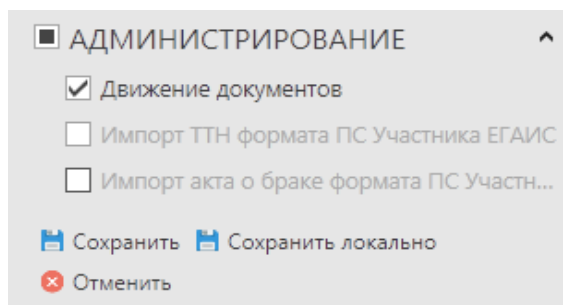 АДМИНИСТРИРОВАНИЕ
Движение документов
Импорт ТТН формата ПС Участника ЕГАИС
Импорт акта о браке формата ПС Участн...
Сохранить Сохранить локально
Отменить